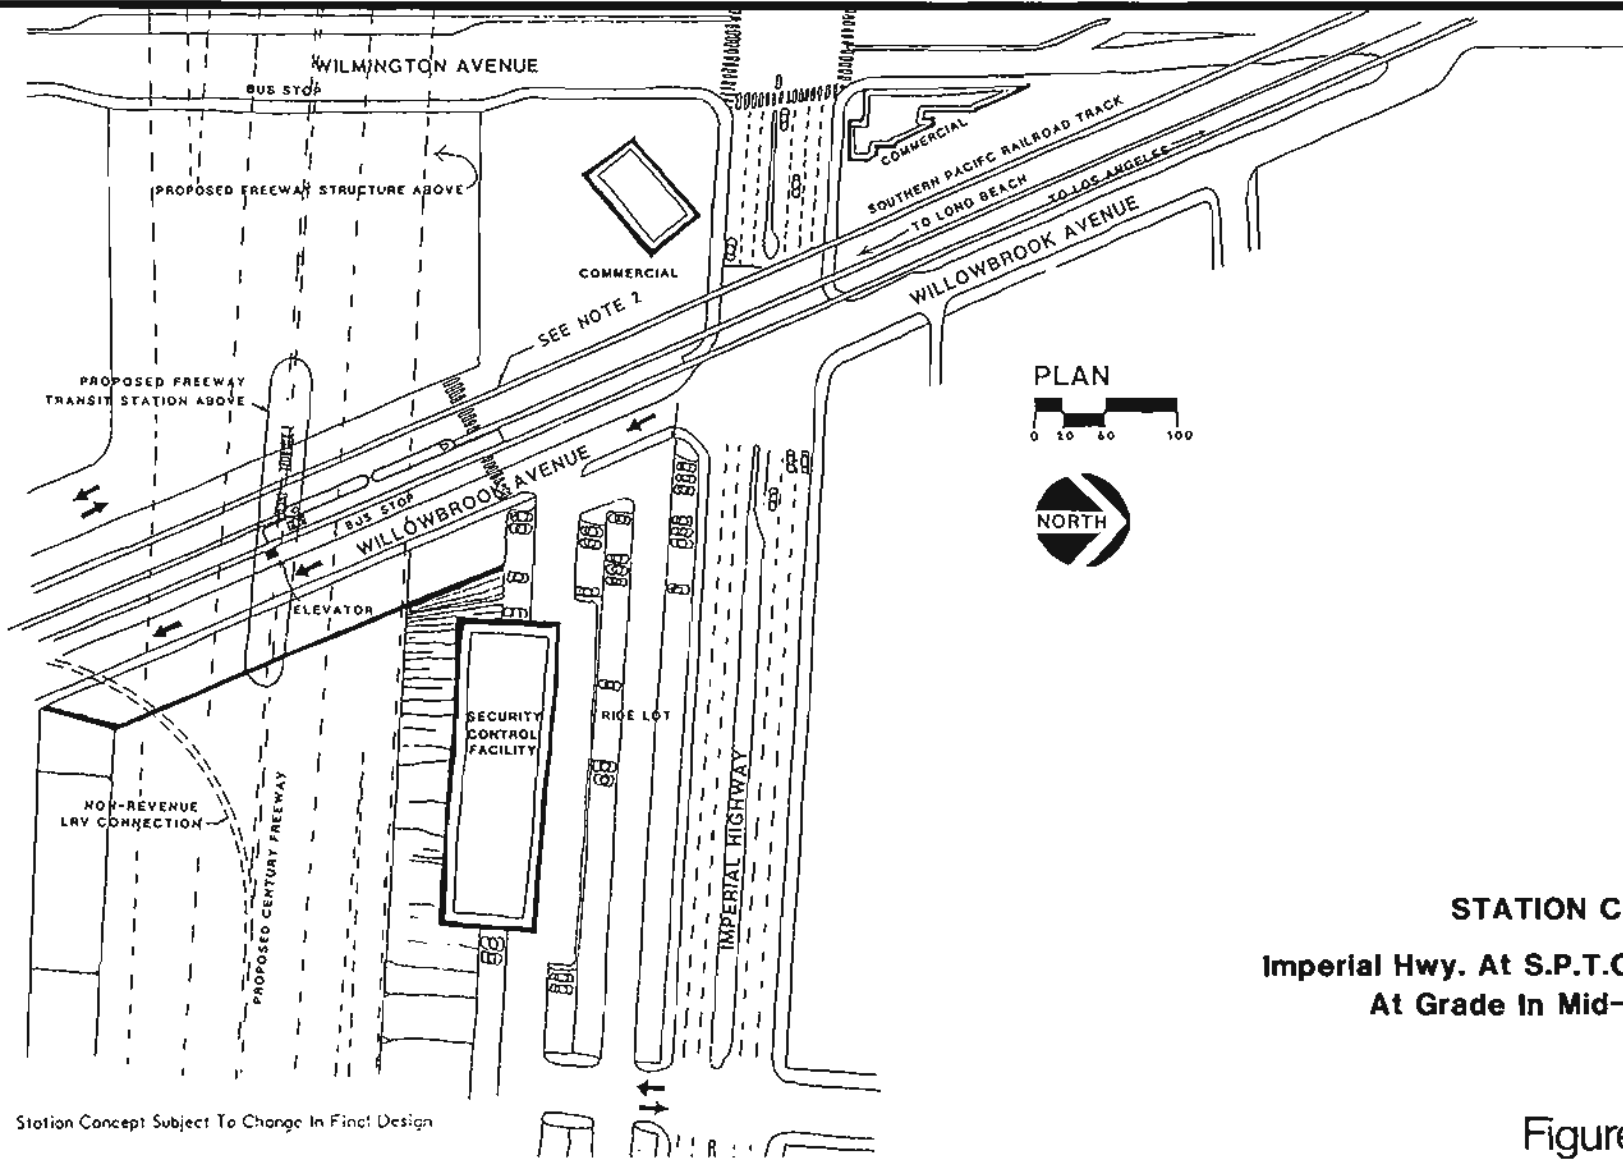 WILMINGTON AVENUE
BUS STOP
PROPOSED FREEWAY STRUCTURE ABOVE
COMMERCIAL
COMMERCIAL
SOUTHERN PACIFC RAILROAD TRACK
TO LOND BEACH
TO LOS ANGELES
WILLOWBROOK AVENUE
SEE NOTE 2
PROPOSED FREEWAY
TRANSIT STATION ABOVE
BUS STOP
WILLOWBROOK AVENUE
ELEVATOR
PLAN
0 20 60 100
NORTH
SECURITY
CONTROL
FACILITY
RIDE LOT
IMPERIAL HIGHWAY
NON-REVENUE
LRV CONNECTION
PROPOSED CENTURY FREEWAY
STATION C
Imperial Hwy. At S.P.T.C
At Grade In Mid-
Station Concept Subject To Change In Final Design
Figure